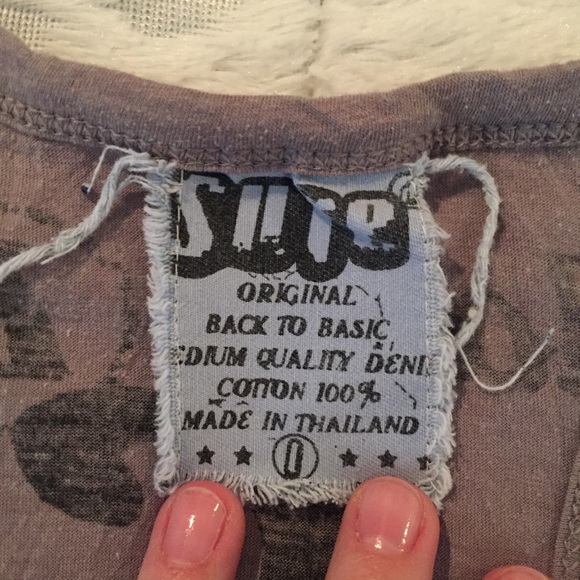 Sure
ORIGINAL
BACK TO BASIC
EDIUM QUALITY DENI
COTTON 100%
MADE IN THAILAND
★ ★ 0 ★ ★ ★